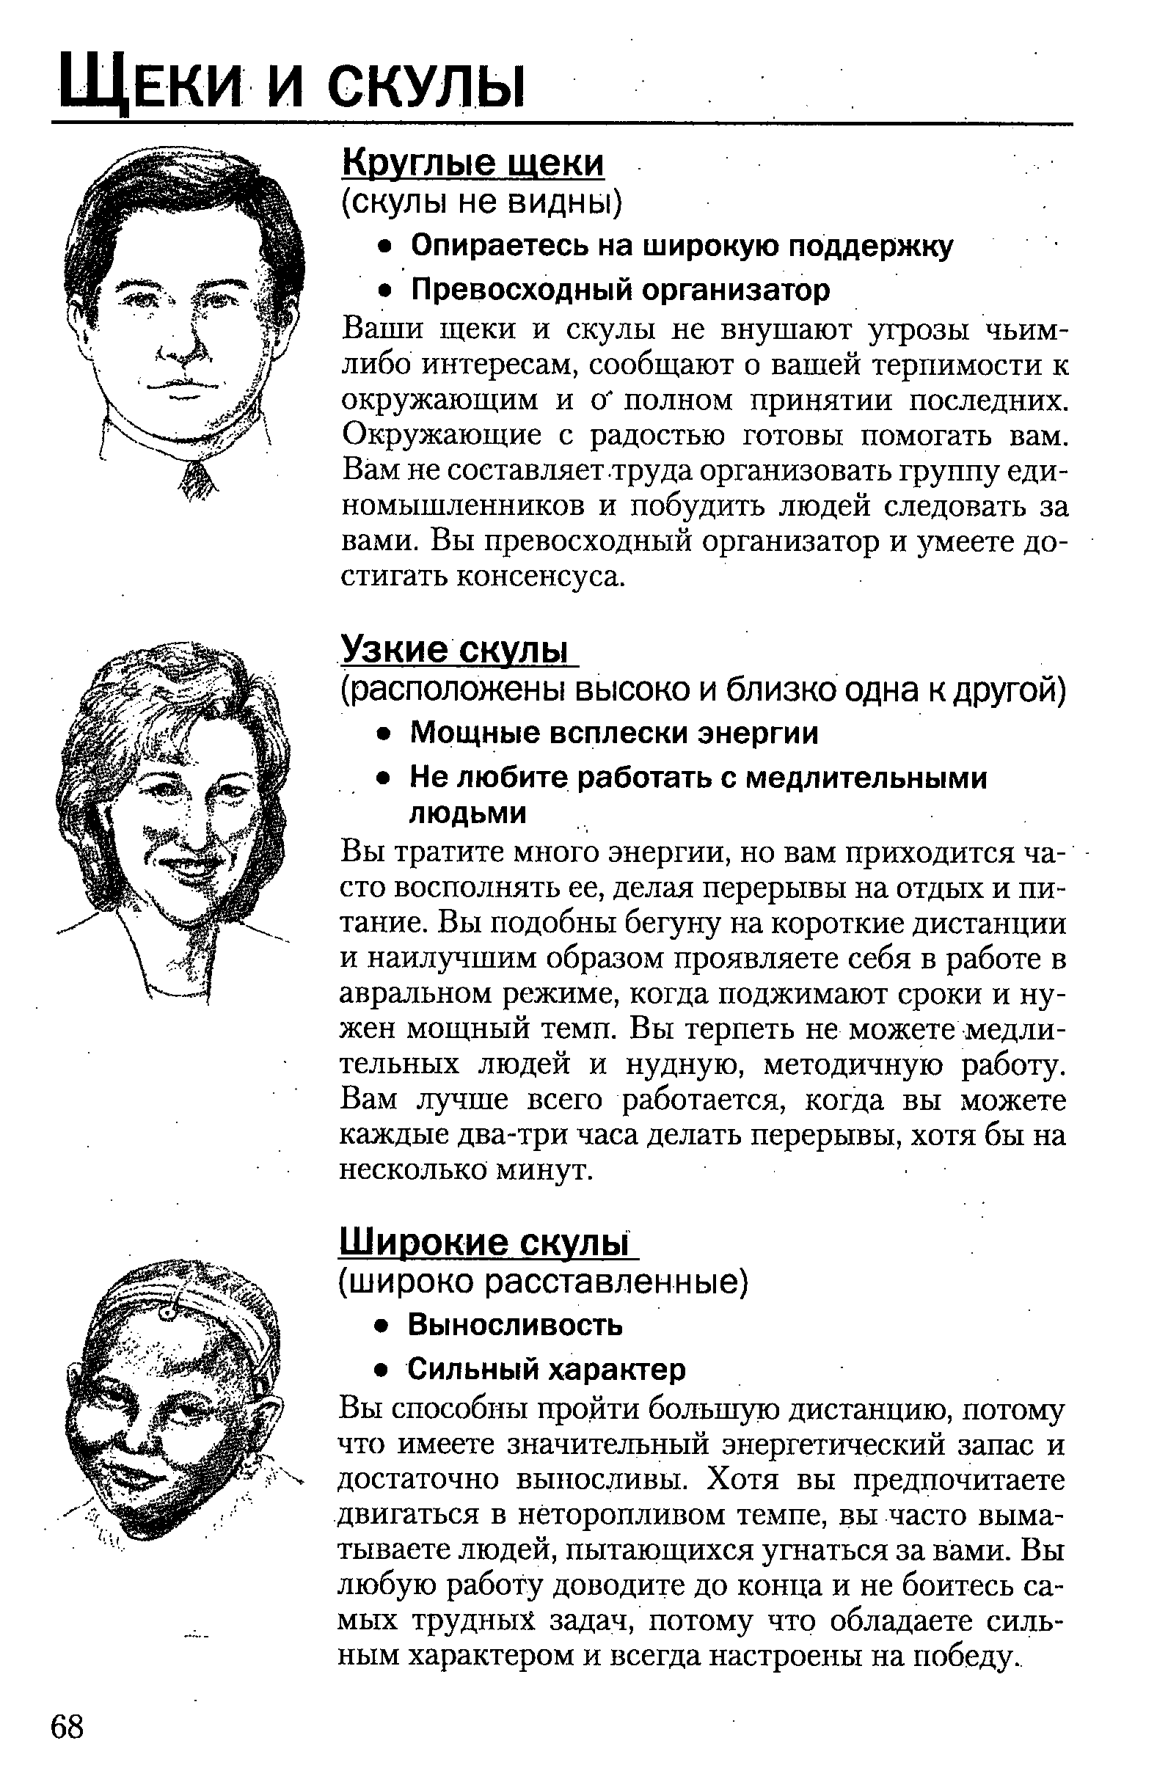 Щеки и скулы
Круглые щеки
(скулы не видны)
• Опираетесь на широкую поддержку
• Превосходный организатор
Ваши щеки и скулы не внушают угрозы чьим-
либо интересам, сообщают о вашей терпимости к
окружающим и о полном принятии последних.
Окружающие с радостью готовы помогать вам.
Вам не составляет труда организовать группу еди-
номышленников и побудить людей следовать за
вами. Вы превосходный организатор и умеете до-
стигать консенсуса.
Узкие скулы
(расположены высоко и близко одна к другой)
• Мощные всплески энергии
• Не любите работать с медлительными
людьми
Вы тратите много энергии, но вам приходится ча-
сто восполнять ее, делая перерывы на отдых и пи-
тание. Вы подобны бегуну на короткие дистанции
и наилучшим образом проявляете себя в работе в
авральном режиме, когда поджимают сроки и ну-
жен мощный темп. Вы терпеть не можете медли-
тельных людей и нудную, методичную работу.
Вам лучше всего работается, когда вы можете
каждые два-три часа делать перерывы, хотя бы на
несколько минут.
Широкие скулы
(широко расставленные)
• Выносливость
• Сильный характер
Вы способны пройти большую дистанцию, потому
что имеете значительный энергетический запас и
достаточно выносливы. Хотя вы предпочитаете
двигаться в неторопливом темпе, вы часто выма-
тываете людей, пытающихся угнаться за вами. Вы
любую работу доводите до конца и не боитесь са-
мых трудных задач, потому что обладаете силь-
ным характером и всегда настроены на победу.
68